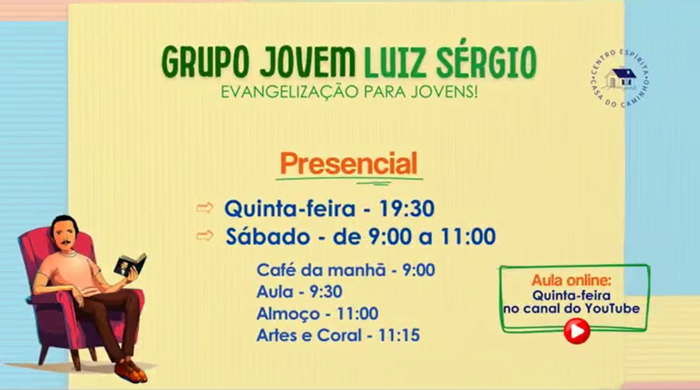 GRUPO JOVEM LUIZ SÉRGIO
EVANGELIZAÇÃO PARA JOVENS!
CENTRO ESPÍRITA
CASA DO CAMINHO
Presencial
Quinta-feira - 19:30
Sábado - de 9:00 a 11:00
Café da manhã - 9:00
Aula - 9:30
Almoço - 11:00
Artes e Coral - 11:15
Aula online:
Quinta-feira
no canal do YouTube